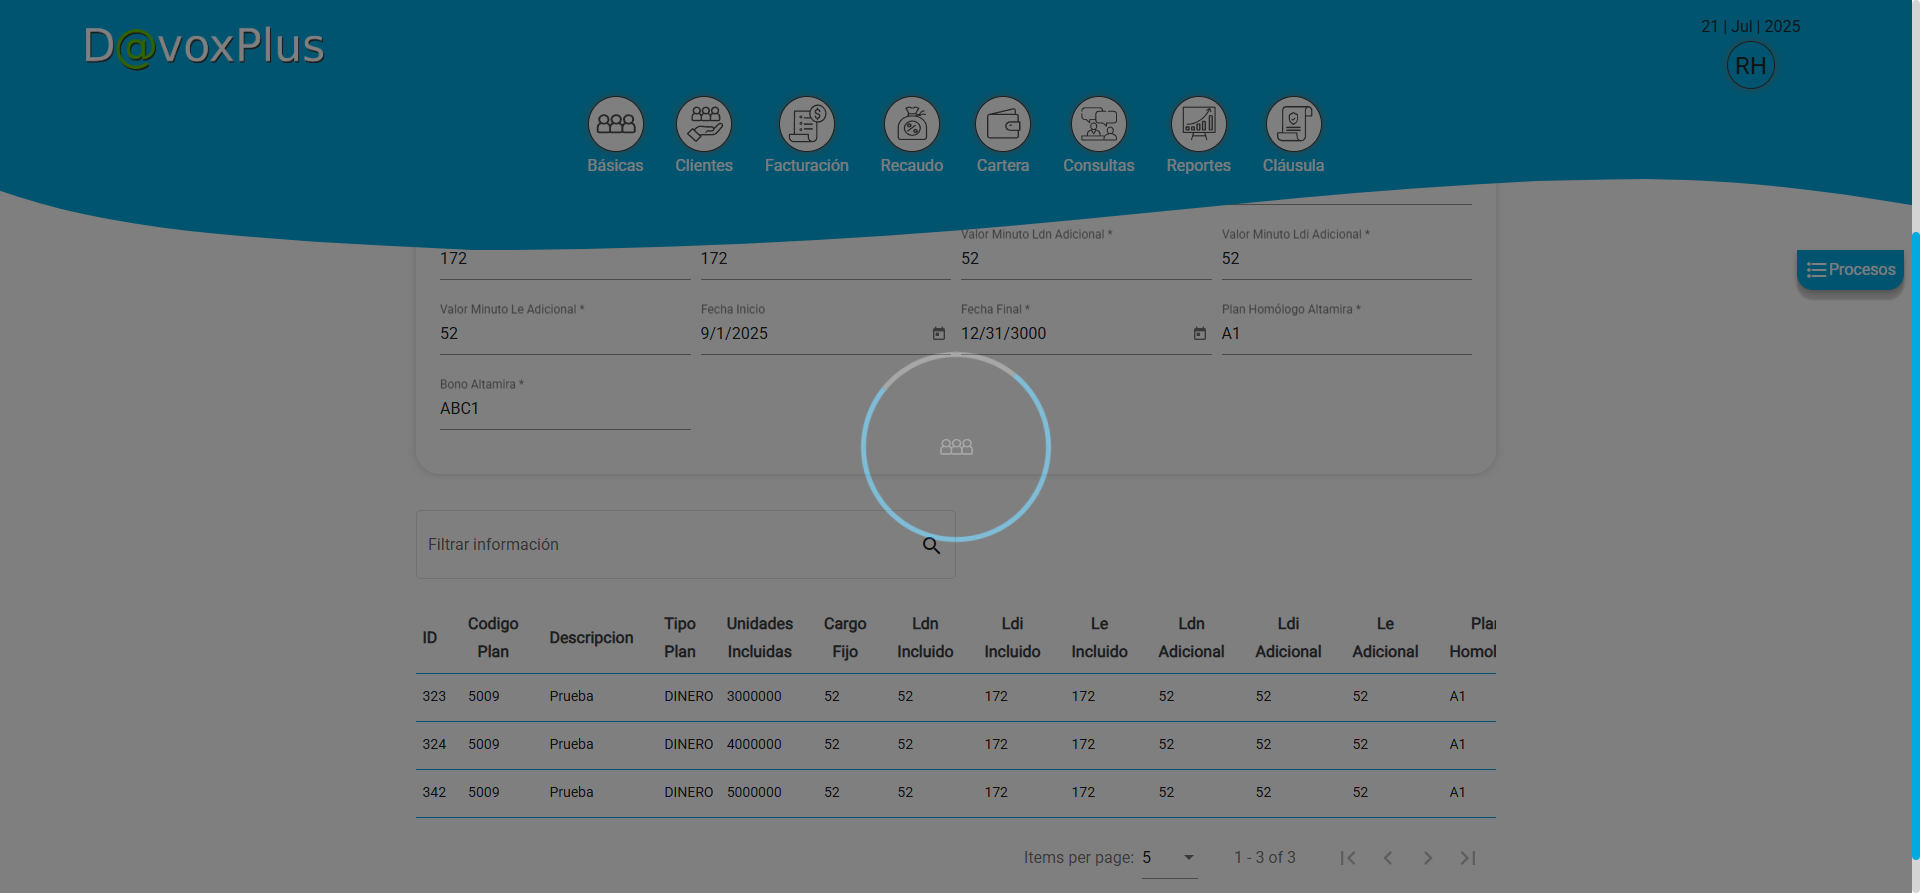 D@voxPlus
21 | Jul | 2025
RH
Básicas Clientes Facturación Recaudo Cartera Consultas Reportes Cláusula
Procesos
Valor Minuto Ldn Adicional * Valor Minuto Ldi Adicional *
172 172 52 52
Valor Minuto Le Adicional * Fecha Inicio Fecha Final * Plan Homólogo Altamira *
52 9/1/2025 12/31/3000 A1
Bono Altamira *
ABC1
Filtrar información
ID Codigo Plan Descripcion Tipo Plan Unidades Incluidas Cargo Fijo Ldn Incluido Ldi Incluido Le Incluido Ldn Adicional Ldi Adicional Le Adicional Plan Homol
323 5009 Prueba DINERO 3000000 52 52 172 172 52 52 52 A1
324 5009 Prueba DINERO 4000000 52 52 172 172 52 52 52 A1
342 5009 Prueba DINERO 5000000 52 52 172 172 52 52 52 A1
Items per page: 5 1 - 3 of 3